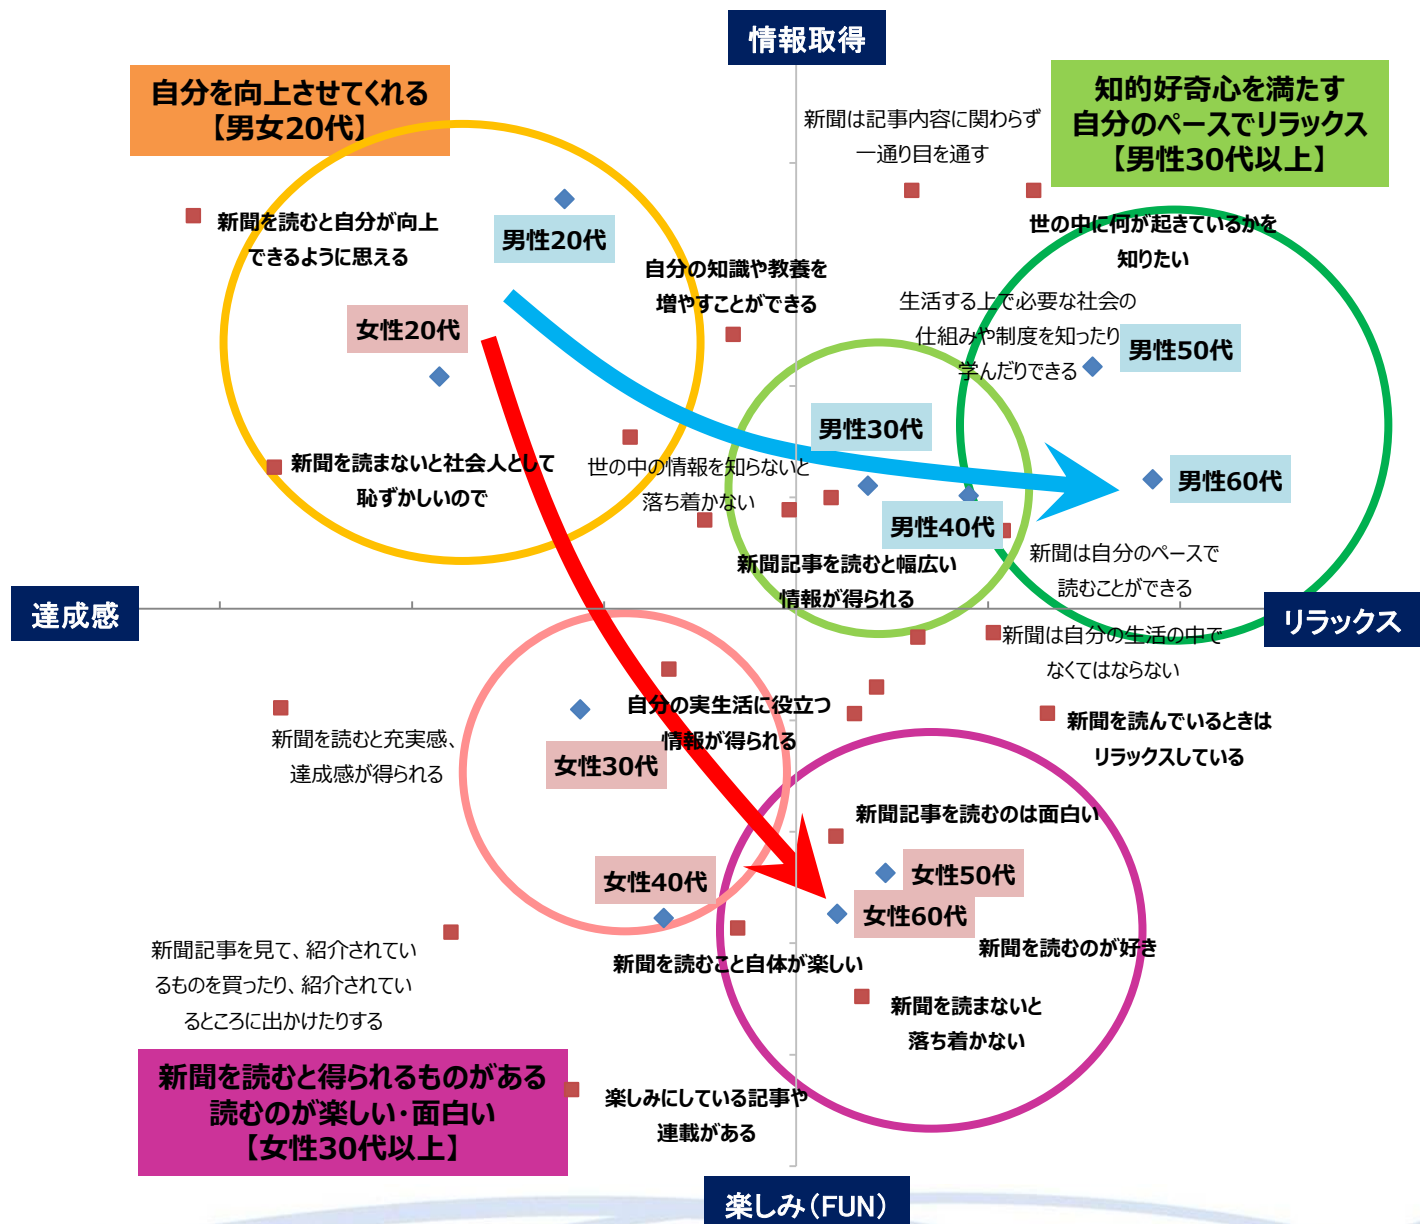 情報取得
自分を向上させてくれる
【男女20代】
知的好奇心を満たす
自分のペースでリラックス
【男性30代以上】
新聞は記事内容に関わらず
一通り目を通す
新聞を読むと自分が向上
できるように思える
男性20代
世の中に何が起きているかを
知りたい
自分の知識や教養を
増やすことができる
生活する上で必要な社会の
仕組みや制度を知ったり
学んだりできる
女性20代
男性50代
男性30代
新聞を読まないと社会人として
恥ずかしいので
世の中の情報を知らないと
落ち着かない
男性60代
男性40代
新聞記事を読むと幅広い
情報が得られる
新聞は自分のペースで
読むことができる
達成感
リラックス
新聞は自分の生活の中で
なくてはならない
自分の実生活に役立つ
情報が得られる
新聞を読んでいるときは
リラックスしている
新聞を読むと充実感、
達成感が得られる
女性30代
新聞記事を読むのは面白い
女性40代
女性50代
女性60代
新聞を読むのが好き
新聞記事を見て、紹介されてい
るものを買ったり、紹介されてい
るところに出かけたりする
新聞を読むこと自体が楽しい
新聞を読まないと
落ち着かない
新聞を読むと得られるものがある
読むのが楽しい・面白い
【女性30代以上】
楽しみにしている記事や
連載がある
楽しみ（FUN）